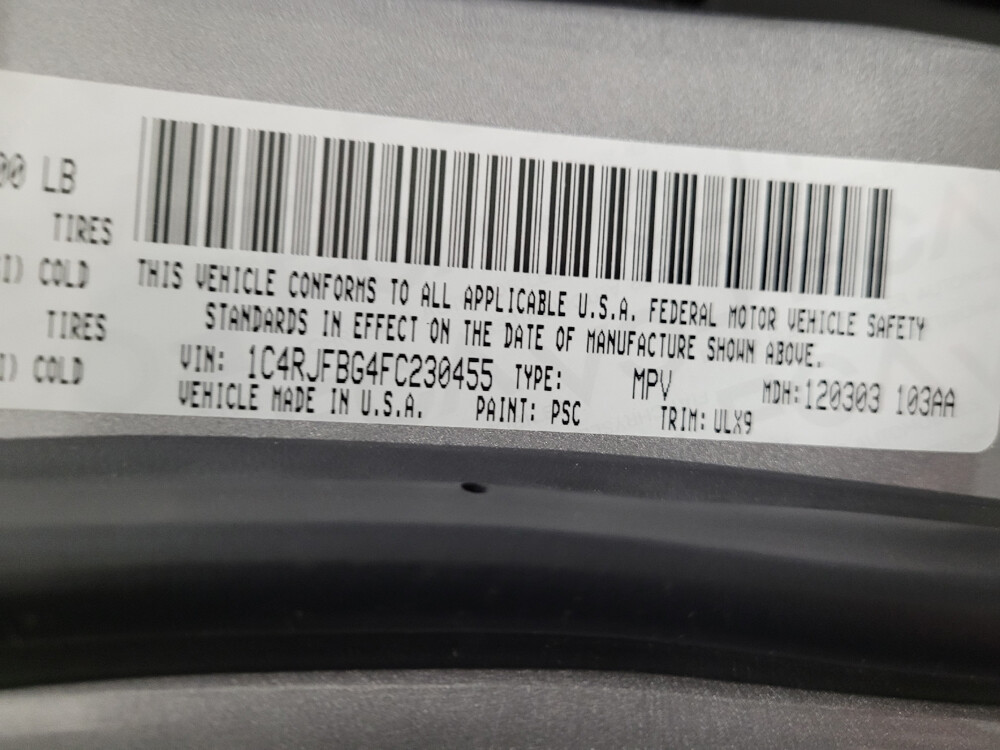 00 LB
TIRES
I) COLD
TIRES
I) COLD
THIS VEHICLE CONFORMS TO ALL APPLICABLE U.S.A. FEDERAL MOTOR VEHICLE SAFETY
STANDARDS IN EFFECT ON THE DATE OF MANUFACTURE SHOWN ABOVE.
VIN: 1C4RJFBG4FC230455 TYPE: MPV MDH:120303 103AA
VEHICLE MADE IN U.S.A. PAINT: PSC TRIM: ULX9